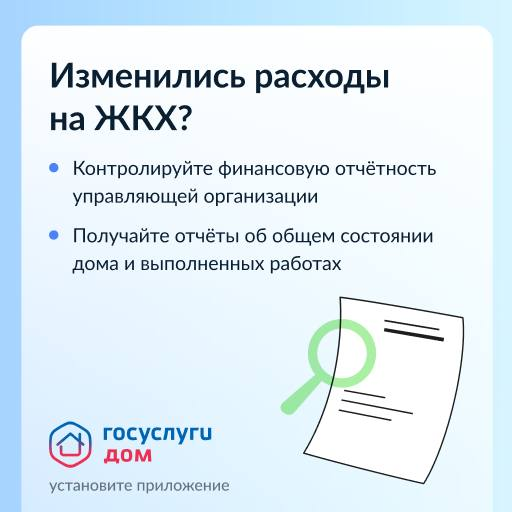 Изменились расходы
на ЖКХ?
Контролируйте финансовую отчётность
управляющей организации
Получайте отчёты об общем состоянии
дома и выполненных работах
госуслуги
дом
установите приложение